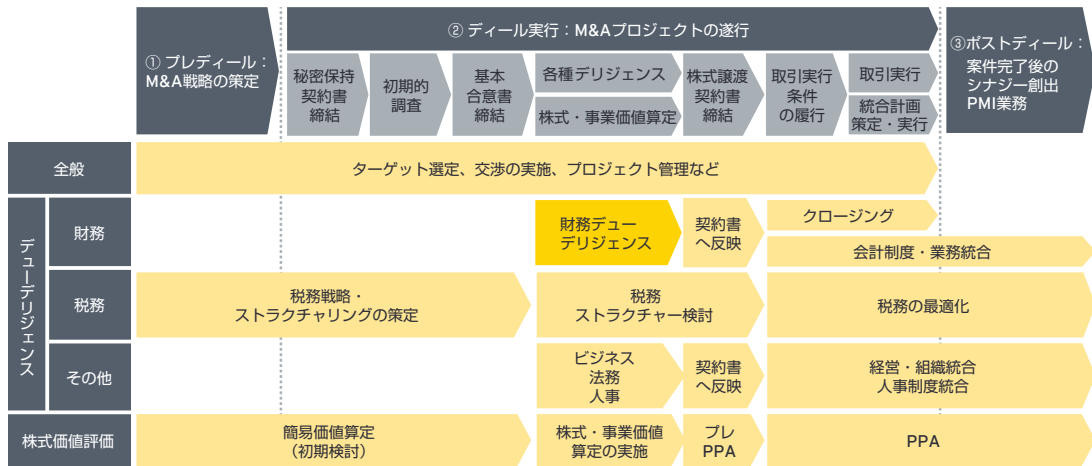 ① プレディール：
M&A戦略の策定
② ディール実行：M&Aプロジェクトの遂行
秘密保持
契約書
締結
初期的
調査
基本
合意書
締結
各種デリジェンス
株式・事業価値算定
株式譲渡
契約書
締結
取引実行
条件
の履行
取引実行
統合計画
策定・実行
③ポストディール：
案件完了後の
シナジー創出
PMI業務
全般
ターゲット選定、交渉の実施、プロジェクト管理など
デューデリジェンス
財務
財務デュー
デリジェンス
契約書
へ反映
クロージング
会計制度・業務統合
税務
税務戦略・
ストラクチャリングの策定
税務
ストラクチャー検討
税務の最適化
その他
ビジネス
法務
人事
契約書
へ反映
経営・組織統合
人事制度統合
株式価値評価
簡易価値算定
（初期検討）
株式・事業価値
算定の実施
プレ
PPA
PPA